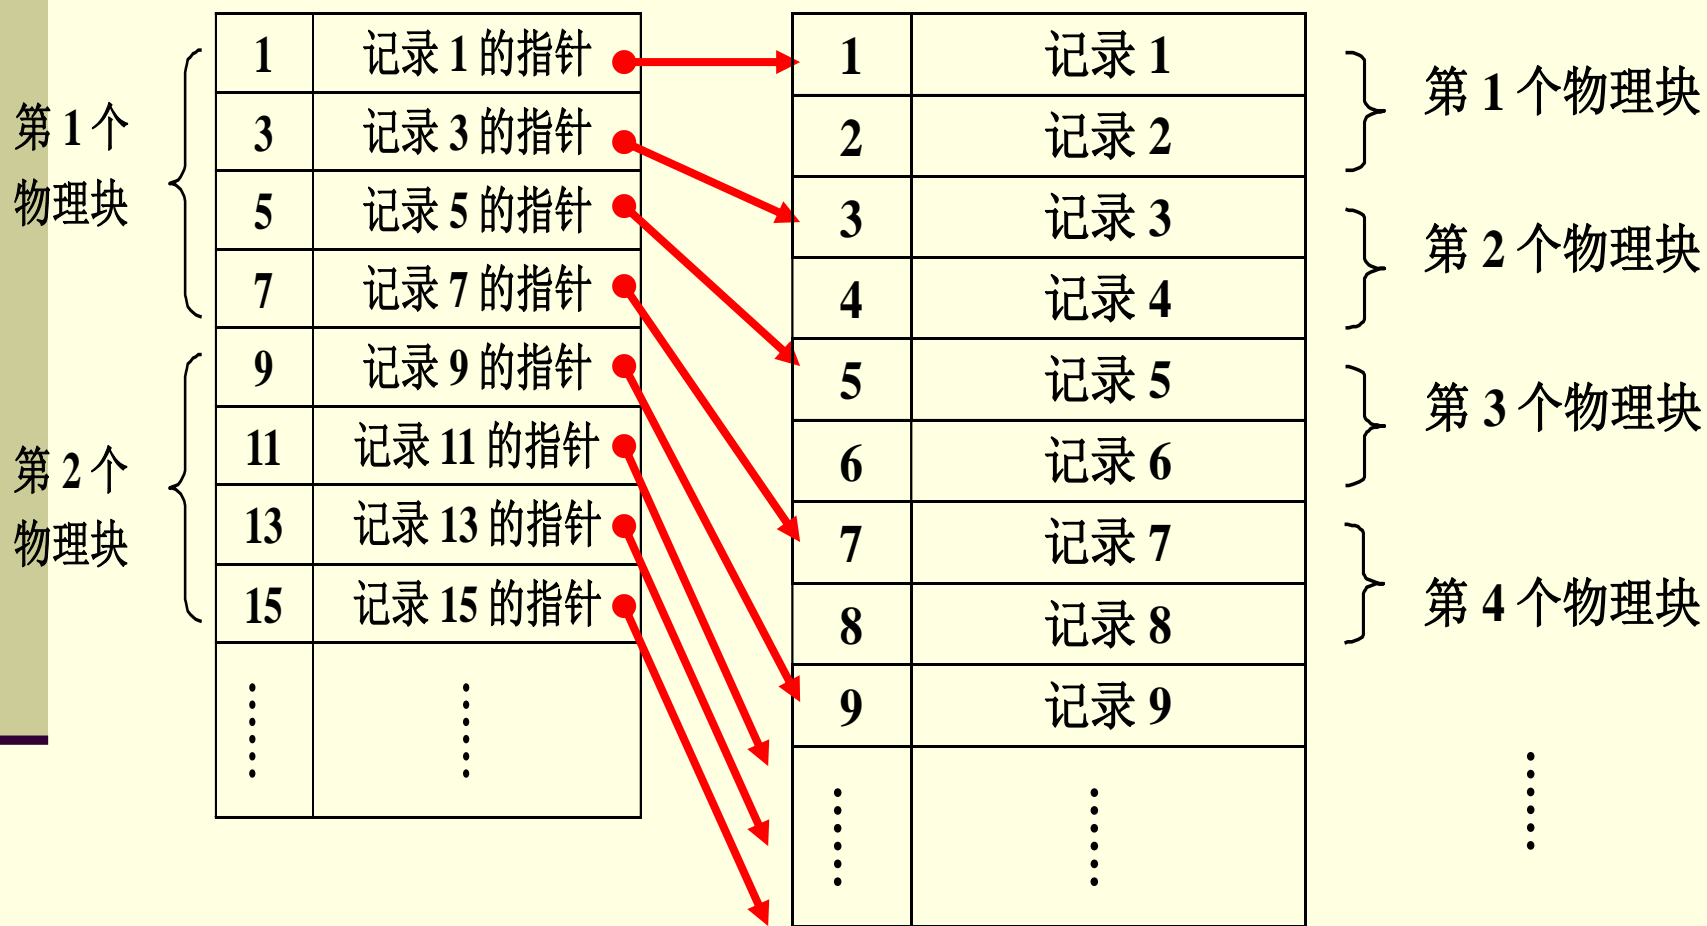 第 1 个
物理块
第 2 个
物理块
1 记录 1 的指针
3 记录 3 的指针
5 记录 5 的指针
7 记录 7 的指针
9 记录 9 的指针
11 记录 11 的指针
13 记录 13 的指针
15 记录 15 的指针
…… ……
1 记录 1
2 记录 2
3 记录 3
4 记录 4
5 记录 5
6 记录 6
7 记录 7
8 记录 8
9 记录 9
…… ……
第 1 个物理块
第 2 个物理块
第 3 个物理块
第 4 个物理块
……